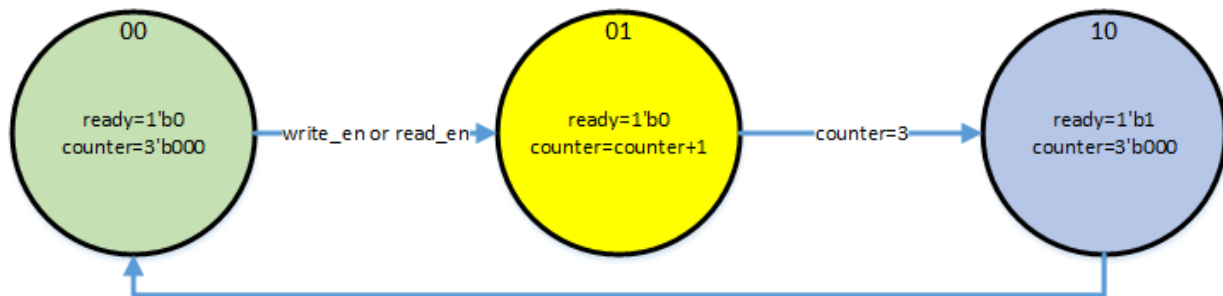 00
ready=1'b0
counter=3'b000
write_en or read_en
01
ready=1'b0
counter=counter+1
counter=3
10
ready=1'b1
counter=3'b000